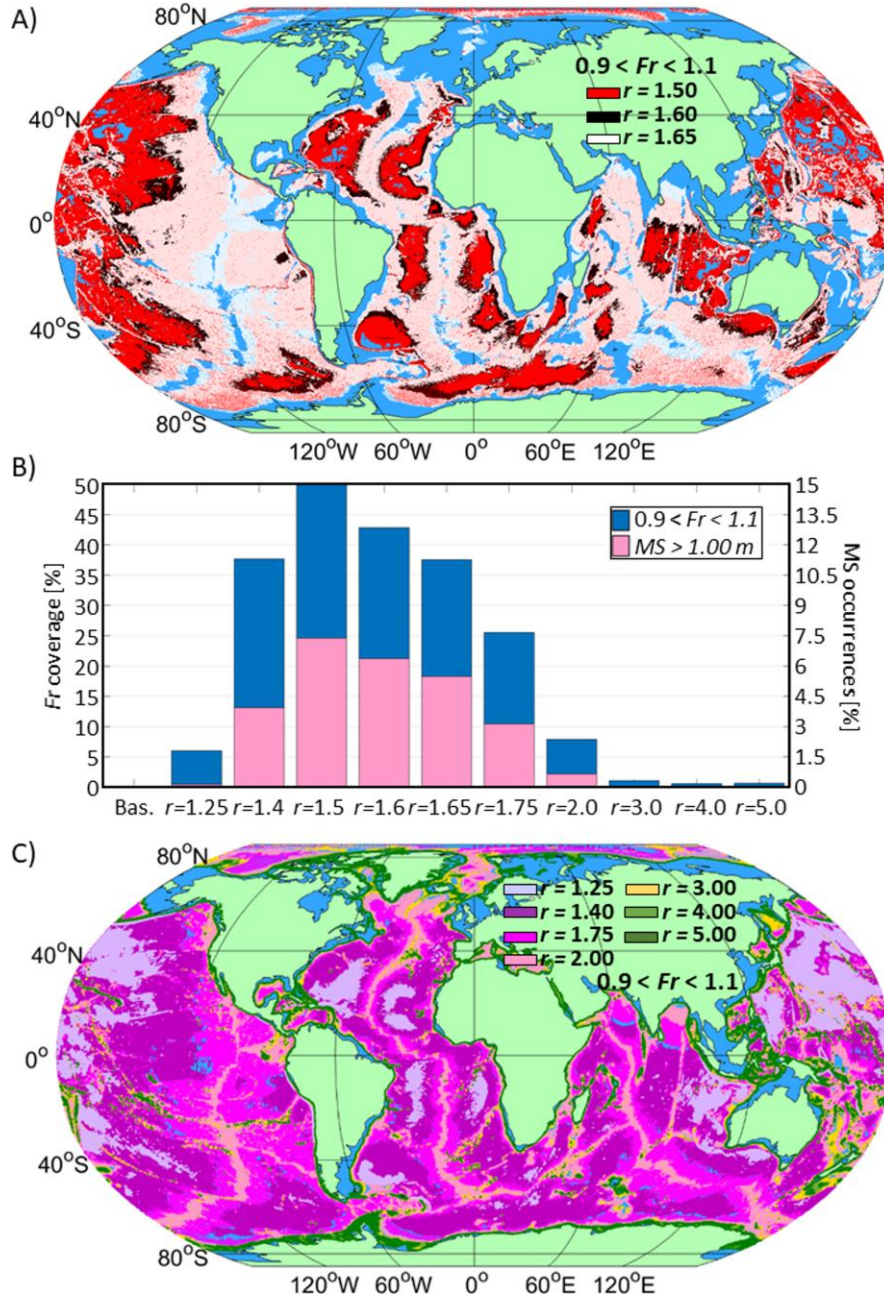 A)
80°N
0.9 < Fr < 1.1
r = 1.50
40°N
r = 1.60
r = 1.65
0°
40°S
80°S
120°W 60°W 0° 60°E 120°E
B)
50 15
45 0.9 < Fr < 1.1 13.5
40 MS > 1.00 m 12
35 10.5
30 9
25 7.5
20 6
15 4.5
10 3
5 1.5
0 0
Fr coverage [%]
MS occurrences [%]
Bas. r=1.25 r=1.4 r=1.5 r=1.6 r=1.65 r=1.75 r=2.0 r=3.0 r=4.0 r=5.0
C)
80°N
r = 1.25 r = 3.00
r = 1.40 r = 4.00
r = 1.75 r = 5.00
r = 2.00
40°N
0.9 < Fr < 1.1
0°
40°S
80°S
120°W 60°W 0° 60°E 120°E